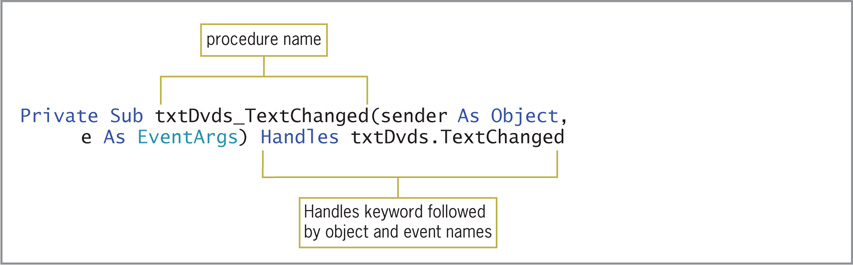 procedure name
Private Sub txtDvds_TextChanged(sender As Object,
e As EventArgs) Handles txtDvds.TextChanged
Handles keyword followed
by object and event names